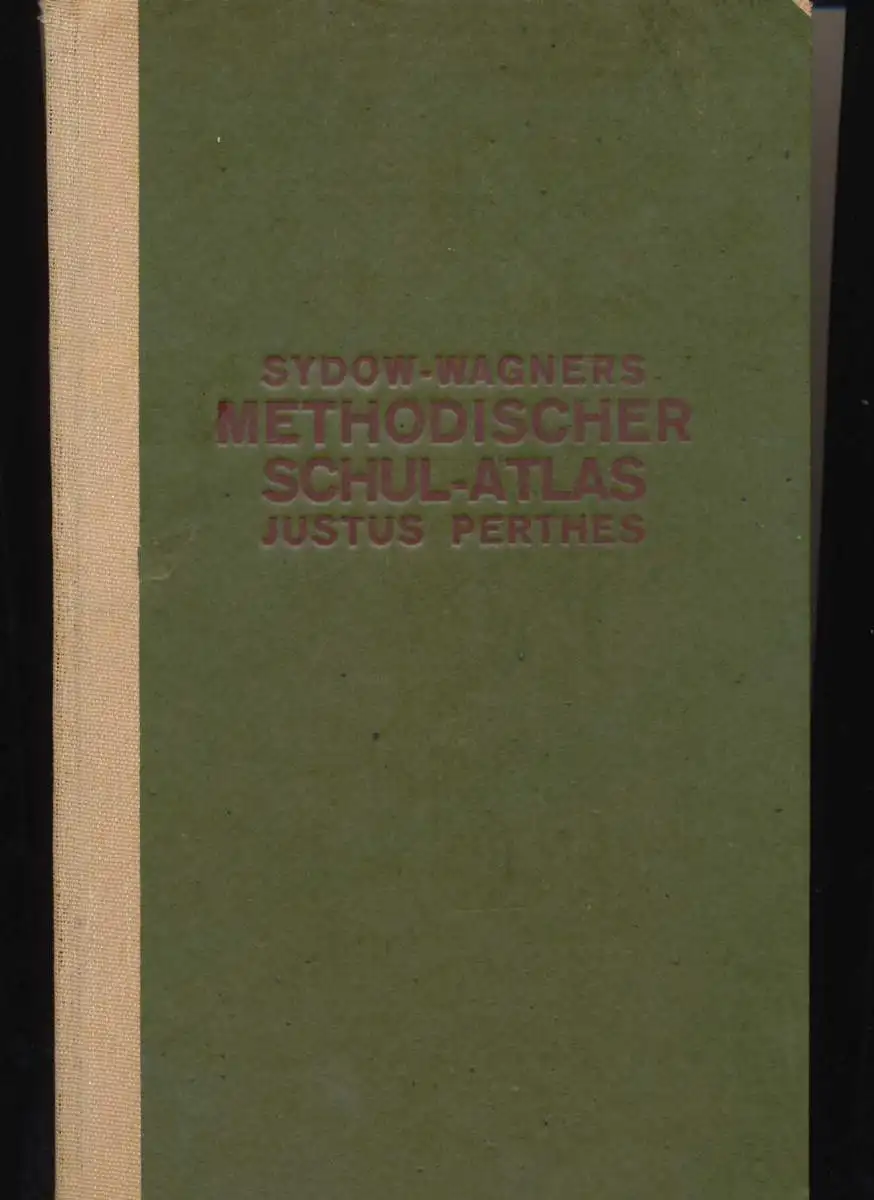 SYDOW-WAGNERS
METHODISCHER
SCHUL-ATLAS
JUSTUS PERTHES